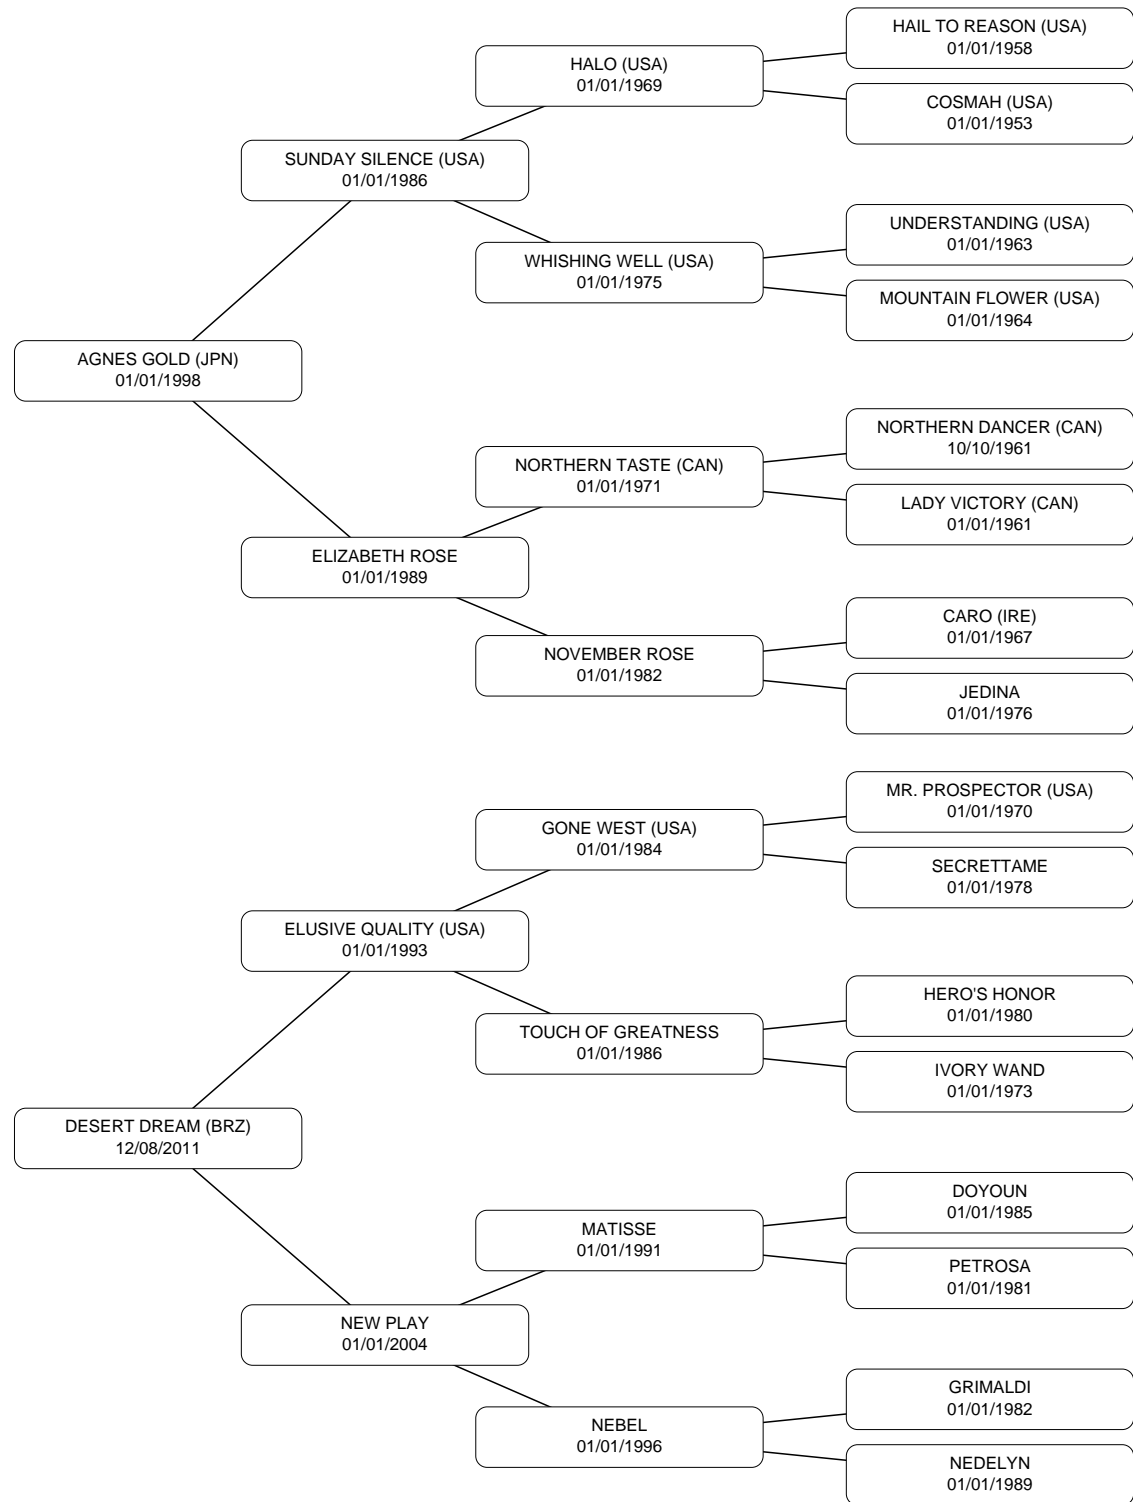 HAIL TO REASON (USA)
01/01/1958
HALO (USA)
01/01/1969
COSMAH (USA)
01/01/1953
SUNDAY SILENCE (USA)
01/01/1986
UNDERSTANDING (USA)
01/01/1963
WHISHING WELL (USA)
01/01/1975
MOUNTAIN FLOWER (USA)
01/01/1964
AGNES GOLD (JPN)
01/01/1998
NORTHERN DANCER (CAN)
10/10/1961
NORTHERN TASTE (CAN)
01/01/1971
LADY VICTORY (CAN)
01/01/1961
ELIZABETH ROSE
01/01/1989
CARO (IRE)
01/01/1967
NOVEMBER ROSE
01/01/1982
JEDINA
01/01/1976
MR. PROSPECTOR (USA)
01/01/1970
GONE WEST (USA)
01/01/1984
SECRETTAME
01/01/1978
ELUSIVE QUALITY (USA)
01/01/1993
HERO'S HONOR
01/01/1980
TOUCH OF GREATNESS
01/01/1986
IVORY WAND
01/01/1973
DESERT DREAM (BRZ)
12/08/2011
DOYOUN
01/01/1985
MATISSE
01/01/1991
PETROSA
01/01/1981
NEW PLAY
01/01/2004
GRIMALDI
01/01/1982
NEBEL
01/01/1996
NEDELYN
01/01/1989